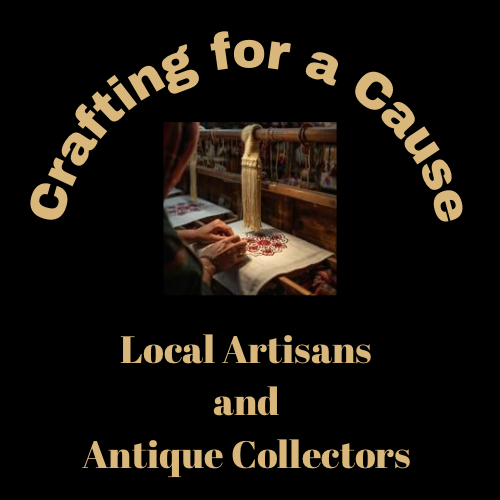 Crafting for a Cause
Local Artisans
and
Antique Collectors